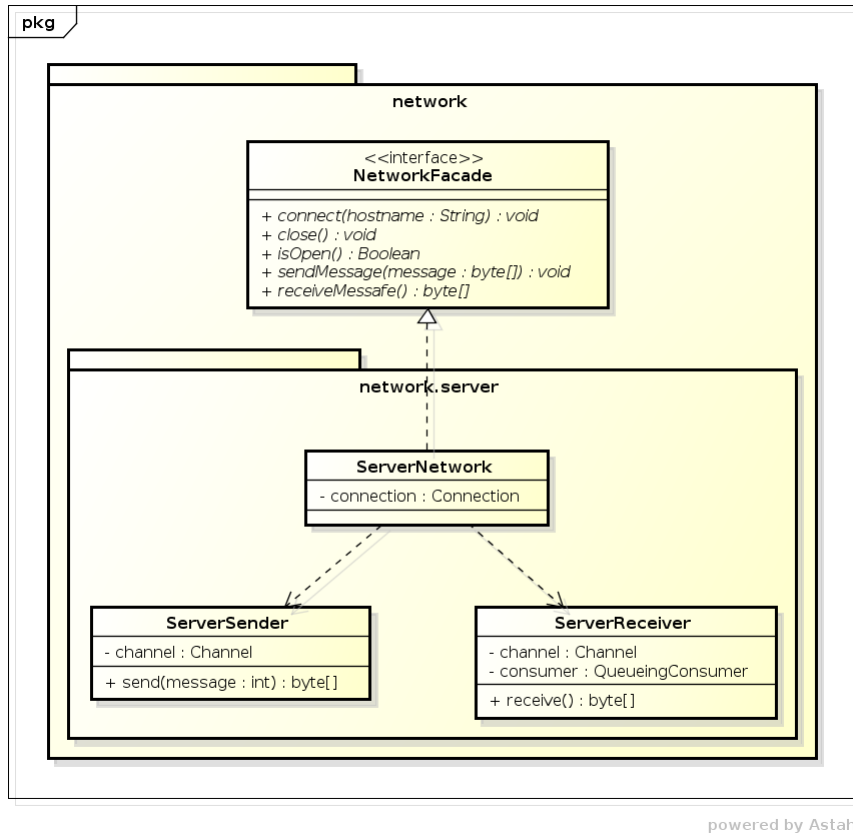 pkg
network
<<interface>>
NetworkFacade
+ connect(hostname : String) : void
+ close() : void
+ isOpen() : Boolean
+ sendMessage(message : byte[]) : void
+ receiveMessafe() : byte[]
network.server
ServerNetwork
- connection : Connection
ServerSender
- channel : Channel
+ send(message : int) : byte[]
ServerReceiver
- channel : Channel
- consumer : QueueingConsumer
+ receive() : byte[]
powered by Astah